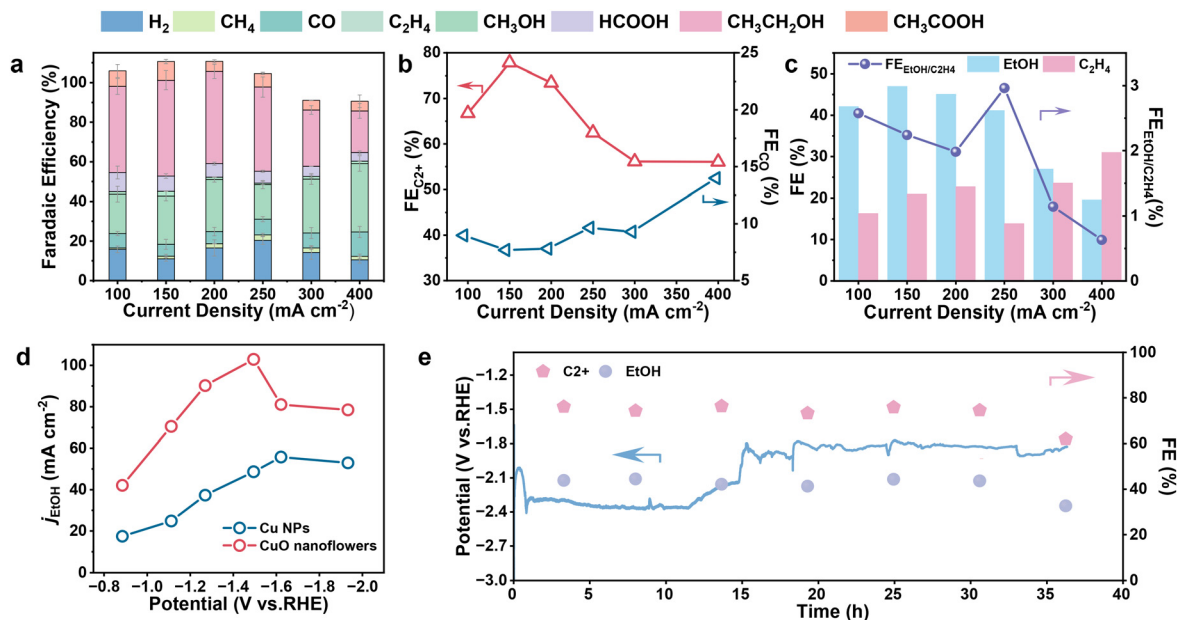 H₂ CH₄ CO C₂H₄ CH₃OH HCOOH CH₃CH₂OH CH₃COOH
a
Faradaic Efficiency (%)
100
80
60
40
20
0
100 150 200 250 300 400
Current Density (mA cm⁻²)
b
FE_C2+ (%)
80
70
60
50
40
30
25
20
15
10
5
FE_CO (%)
100 150 200 250 300 400
Current Density (mA cm⁻²)
c
FE_EtOH/C2H4 EtOH C₂H₄
FE (%)
50
40
30
20
10
0
3
2
1
0
FE_EtOH/C2H4(%)
100 150 200 250 300 400
Current Density (mA cm⁻²)
d
j_EtOH (mA cm⁻²)
100
80
60
40
20
0
Cu NPs
CuO nanoflowers
−0.8 −1.0 −1.2 −1.4 −1.6 −1.8 −2.0
Potential (V vs.RHE)
e
C2+ EtOH
Potential (V vs.RHE)
−1.2
−1.5
−1.8
−2.1
−2.4
−2.7
−3.0
100
80
60
40
20
0
FE (%)
0 5 10 15 20 25 30 35 40
Time (h)